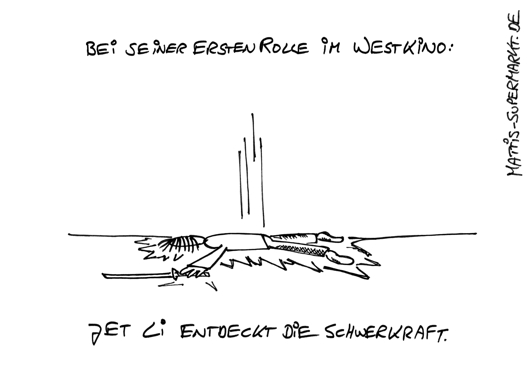 BEI SEINER ERSTEN ROLLE IM WESTKINO:
MATTIS-SUPERMARKT.DE
JET LI ENTDECKT DIE SCHWERKRAFT.